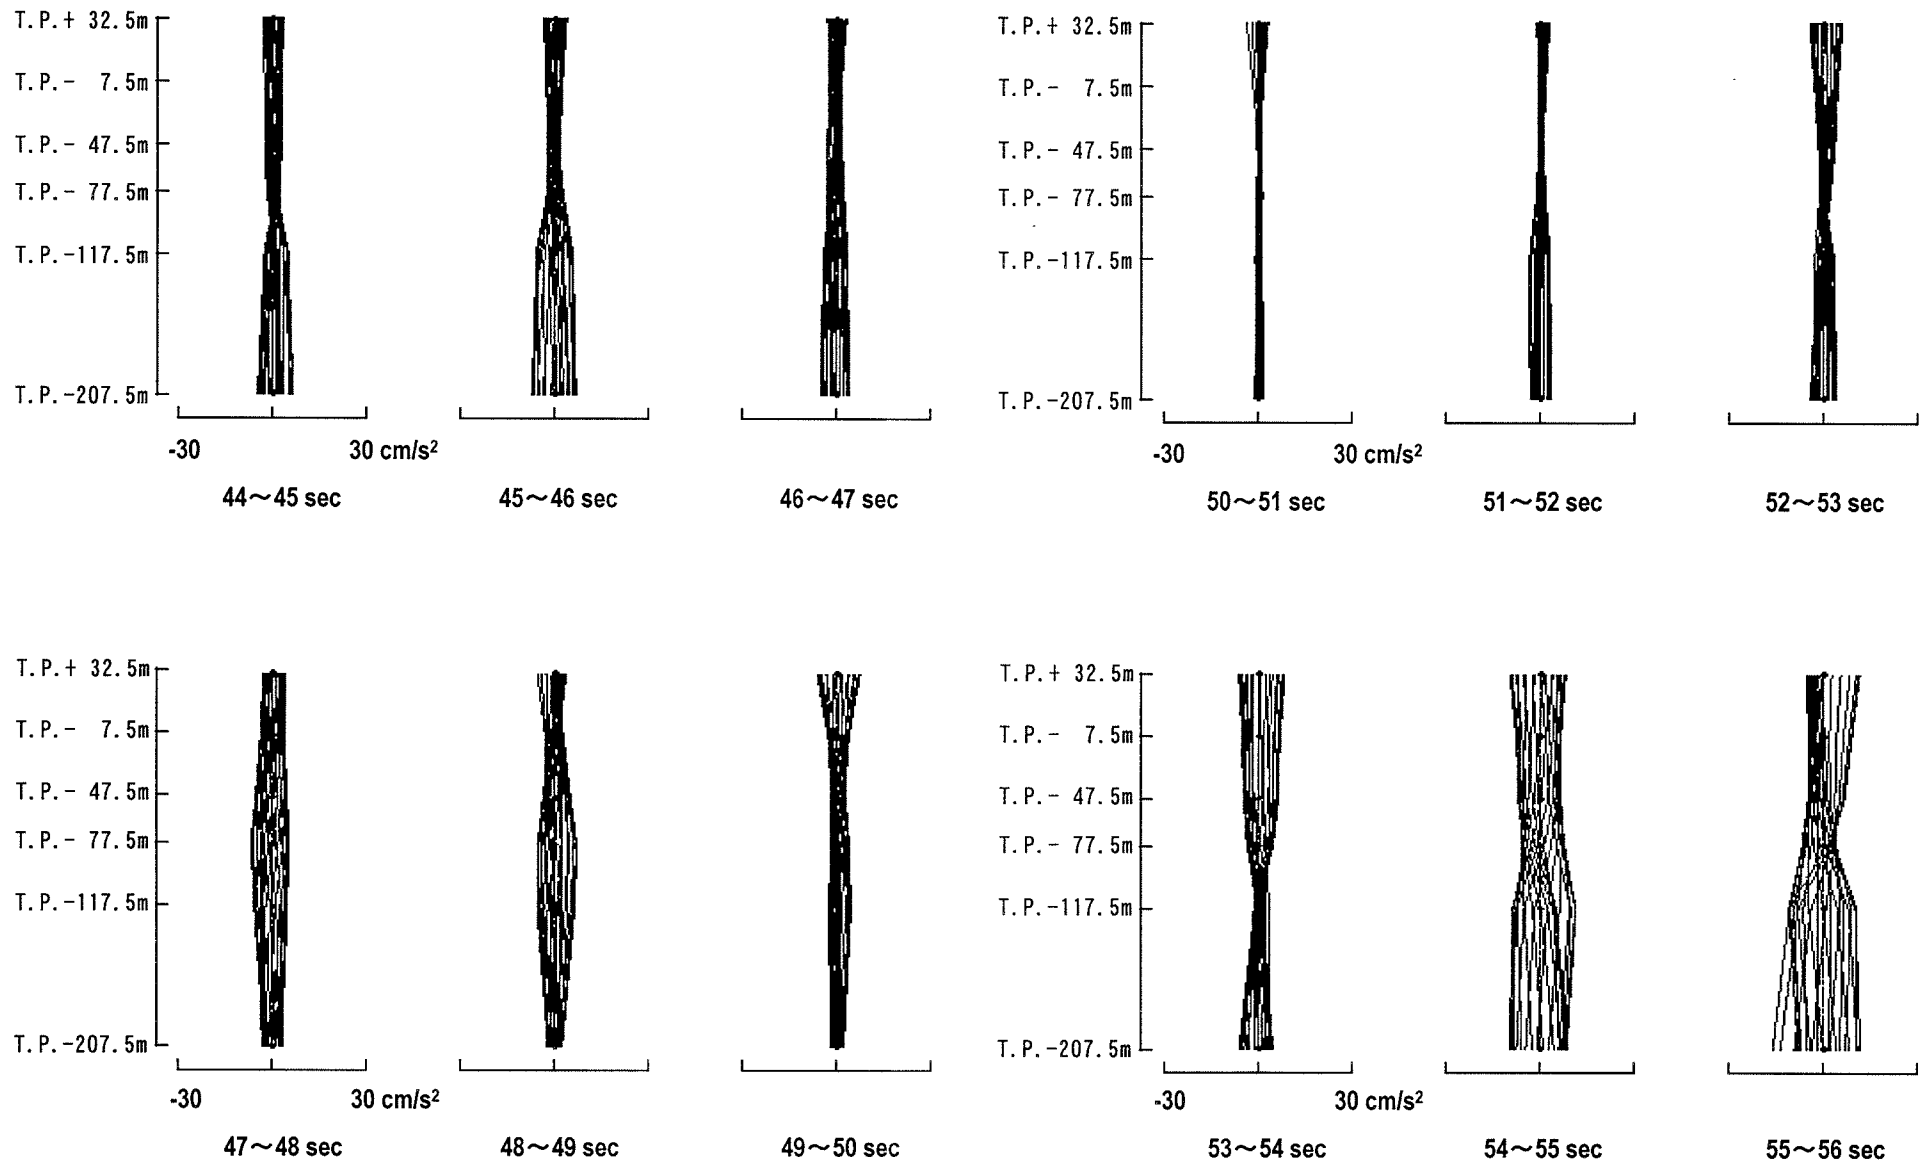 T.P.+ 32.5m
T.P.- 7.5m
T.P.- 47.5m
T.P.- 77.5m
T.P.-117.5m
T.P.-207.5m
-30 30 cm/s²
44～45 sec 45～46 sec 46～47 sec
T.P.+ 32.5m
T.P.- 7.5m
T.P.- 47.5m
T.P.- 77.5m
T.P.-117.5m
T.P.-207.5m
-30 30 cm/s²
50～51 sec 51～52 sec 52～53 sec
T.P.+ 32.5m
T.P.- 7.5m
T.P.- 47.5m
T.P.- 77.5m
T.P.-117.5m
T.P.-207.5m
-30 30 cm/s²
47～48 sec 48～49 sec 49～50 sec
T.P.+ 32.5m
T.P.- 7.5m
T.P.- 47.5m
T.P.- 77.5m
T.P.-117.5m
T.P.-207.5m
-30 30 cm/s²
53～54 sec 54～55 sec 55～56 sec